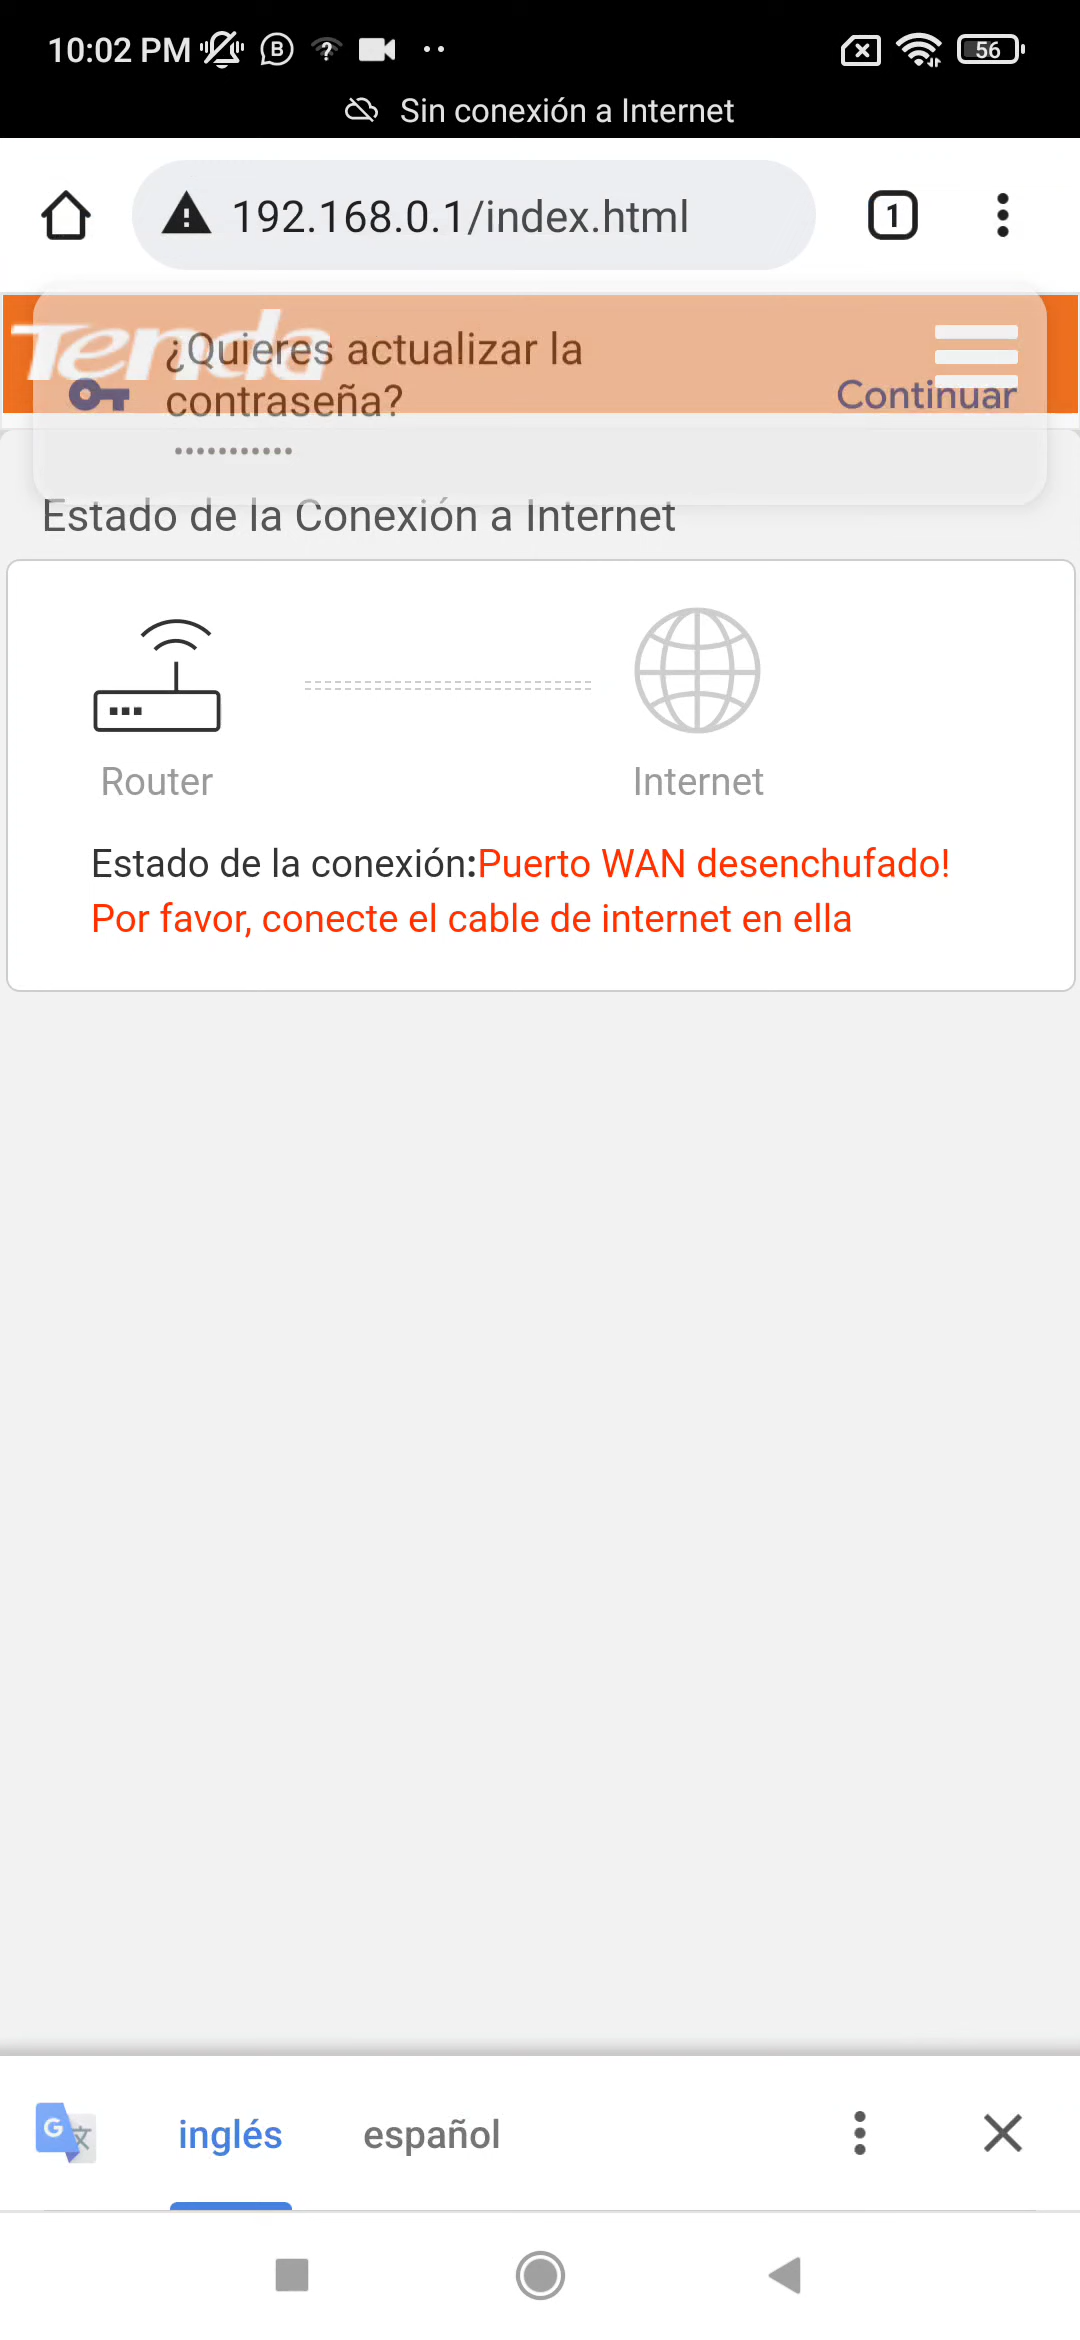 10:02 PM
56
Sin conexión a Internet
192.168.0.1/index.html
1
Tenda
¿Quieres actualizar la
contraseña?
Continuar
•••••••••••
Estado de la Conexión a Internet
Router
Internet
Estado de la conexión:Puerto WAN desenchufado!
Por favor, conecte el cable de internet en ella
inglés
español